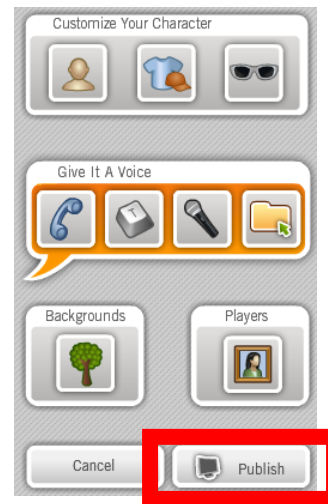 Customize Your Character
Give It A Voice
T
Backgrounds
Players
Cancel
Publish